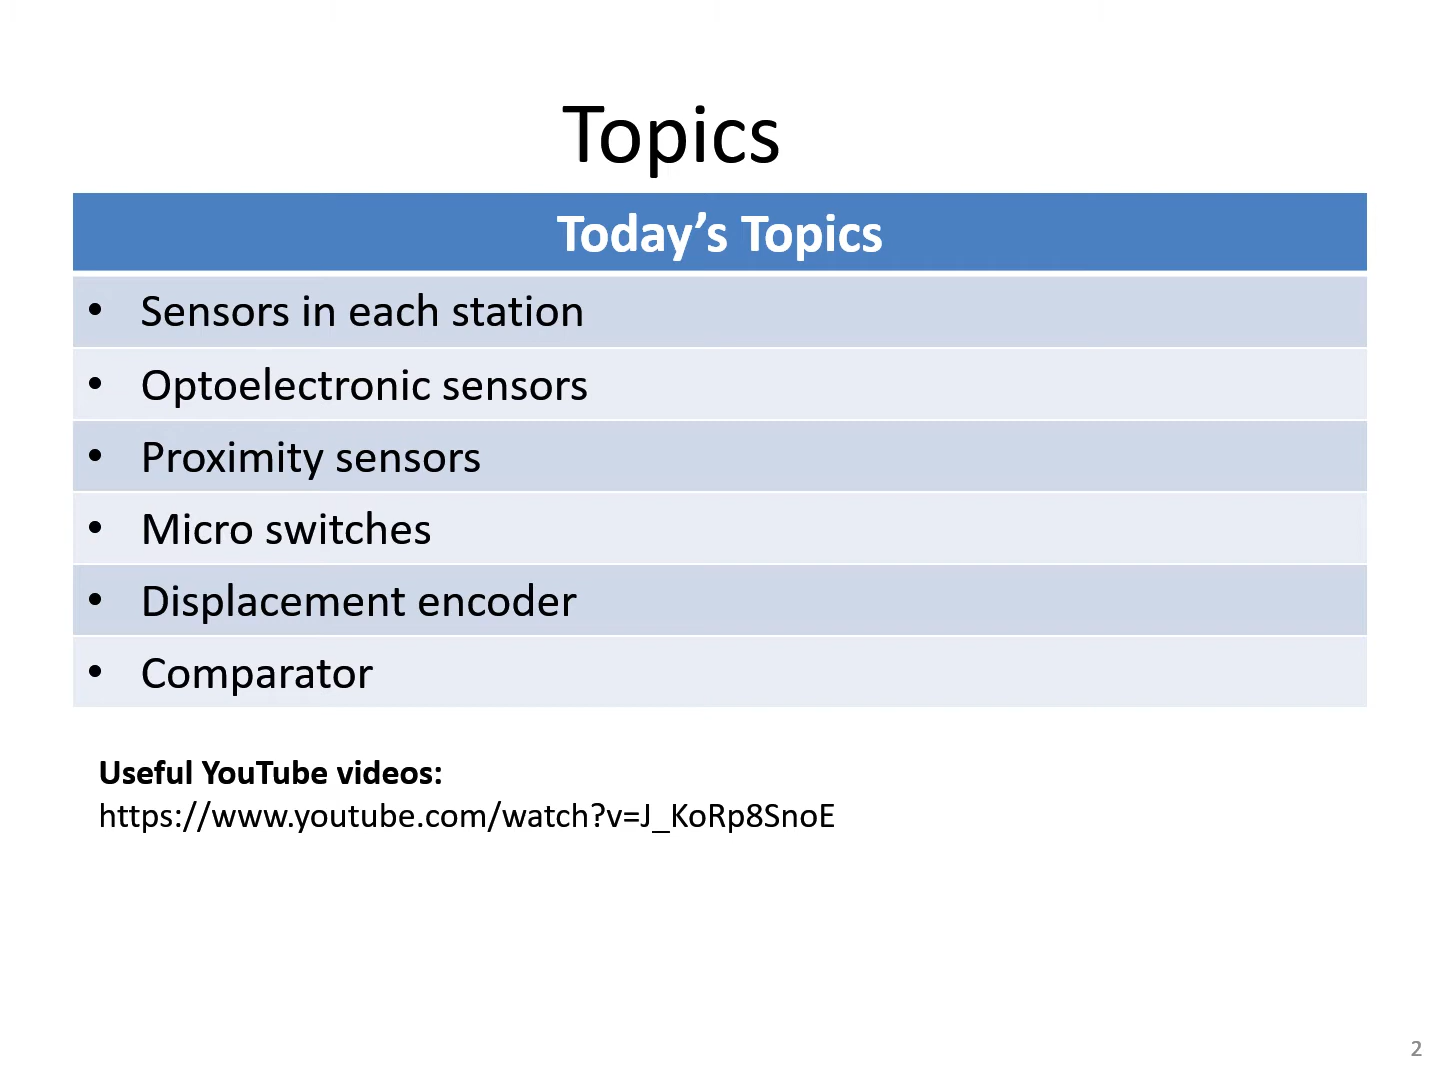 Topics
Today’s Topics
• Sensors in each station
• Optoelectronic sensors
• Proximity sensors
• Micro switches
• Displacement encoder
• Comparator
Useful YouTube videos:
https://www.youtube.com/watch?v=J_KoRp8SnoE
2